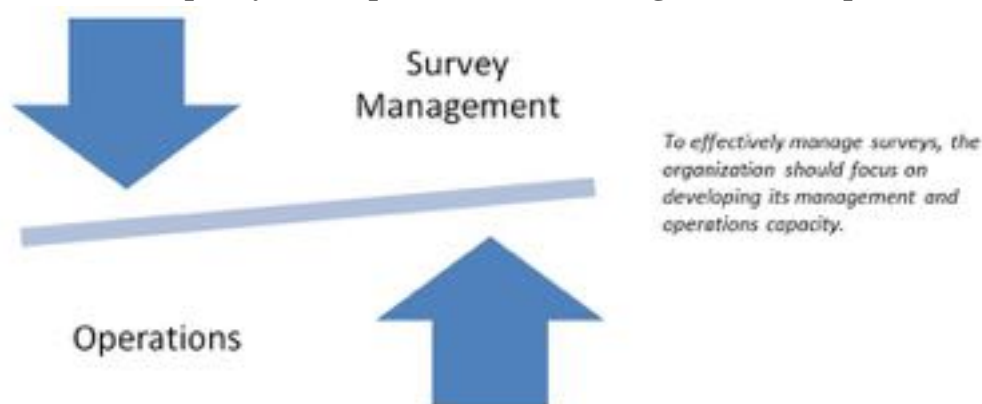 Survey
Management
To effectively manage surveys, the
organization should focus on
developing its management and
operations capacity.
Operations